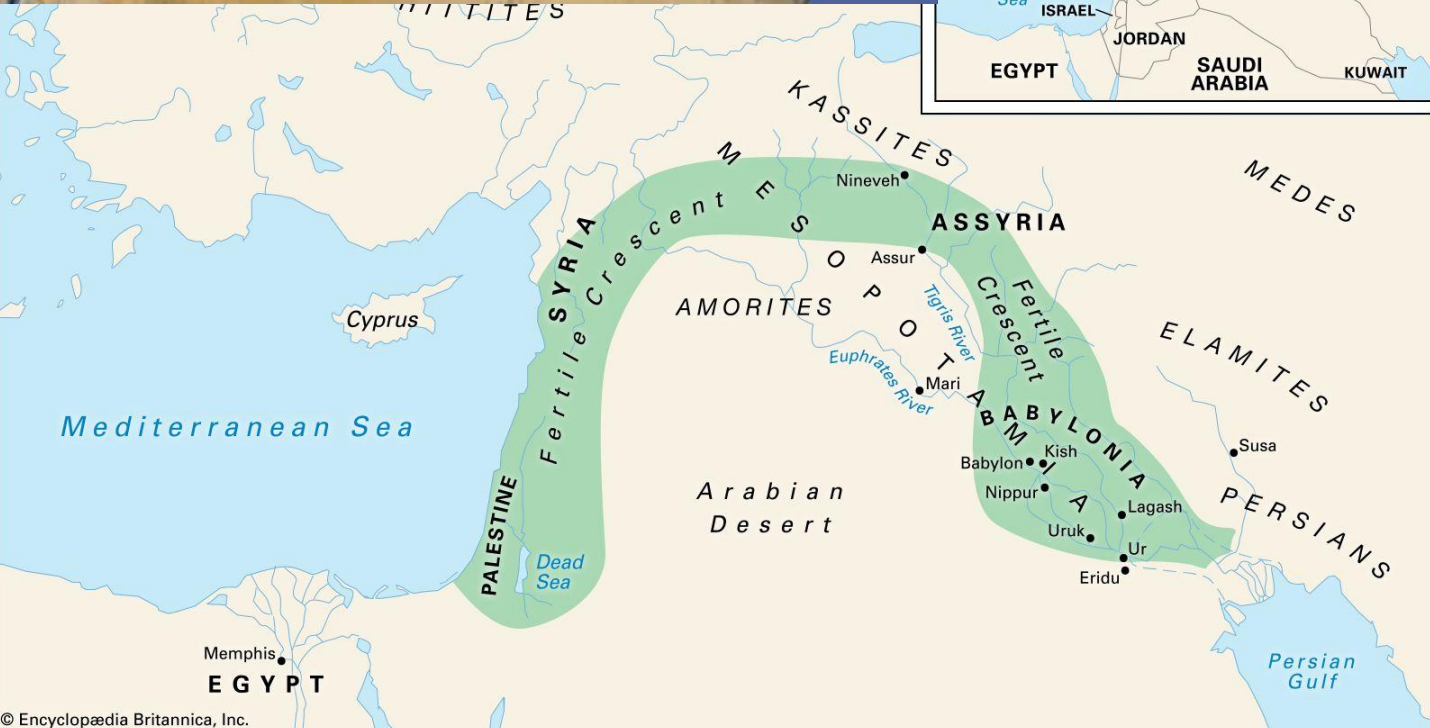 HITTITES
Sea
ISRAEL
JORDAN
EGYPT
SAUDI
ARABIA
KUWAIT
KASSITES
MEDES
MESOPOTAMIA
Nineveh
ASSYRIA
Assur
SYRIA
Fertile Crescent
Fertile
Crescent
Tigris River
AMORITES
Cyprus
Euphrates River
Mari
ELAMITES
BABYLONIA
Mediterranean Sea
Kish
Babylon
Susa
Nippur
Arabian
Desert
Lagash
PERSIANS
Uruk
Ur
Eridu
PALESTINE
Dead
Sea
Memphis
EGYPT
Persian
Gulf
© Encyclopædia Britannica, Inc.